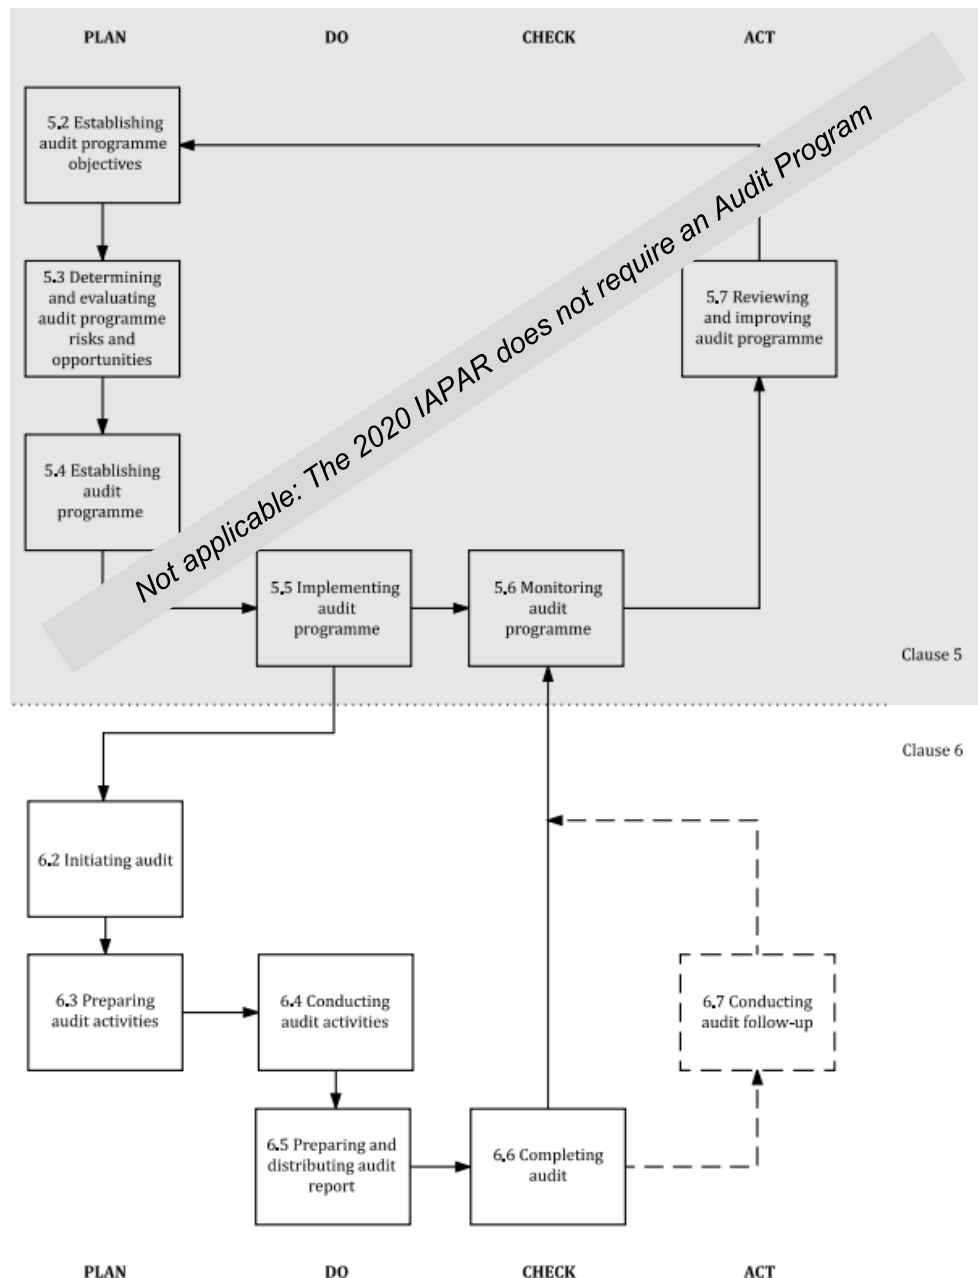 PLAN DO CHECK ACT
5.2 Establishing
audit programme
objectives
5.3 Determining
and evaluating
audit programme
risks and
opportunities
5.4 Establishing
audit
programme
Not applicable: The 2020 IAPAR does not require an Audit Program
5.7 Reviewing
and improving
audit programme
5.5 Implementing
audit
programme
5.6 Monitoring
audit
programme
Clause 5
Clause 6
6.2 Initiating audit
6.3 Preparing
audit activities
6.4 Conducting
audit activities
6.7 Conducting
audit follow-up
6.5 Preparing and
distributing audit
report
6.6 Completing
audit
PLAN DO CHECK ACT